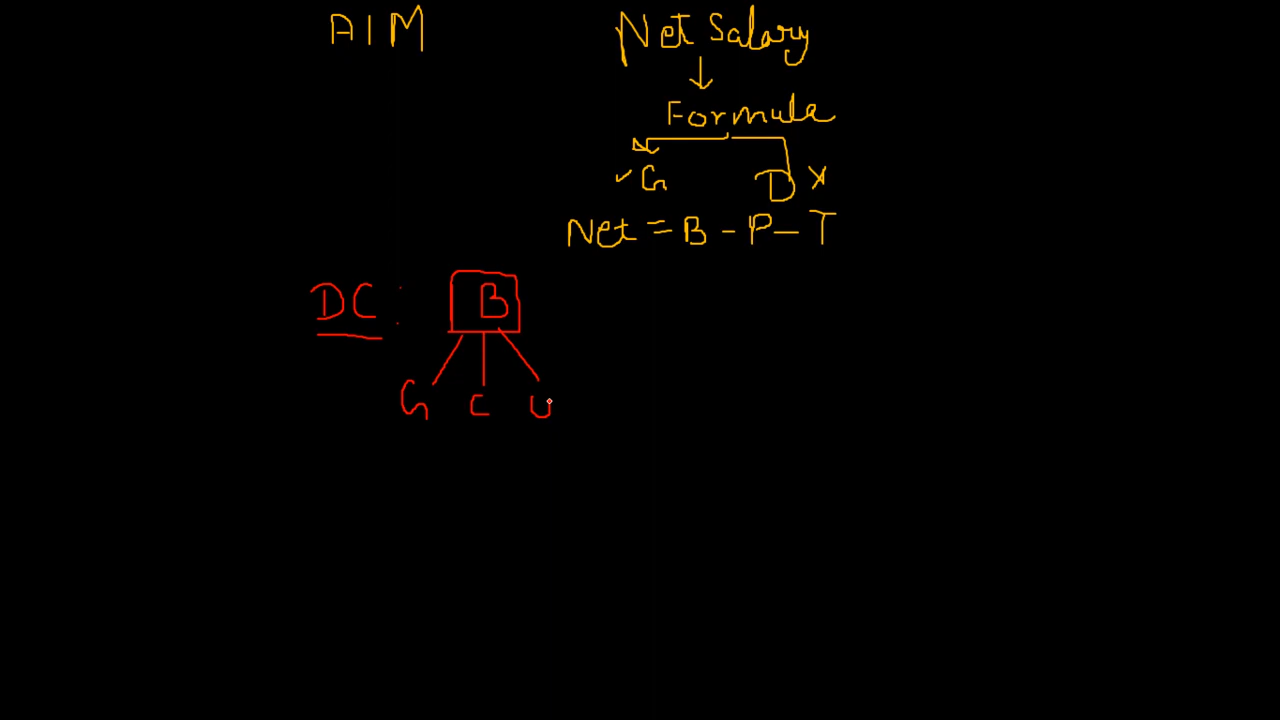 AIM Net Salary
Formula
✓ G D ×
Net = B - P - T
DC : B
G C U